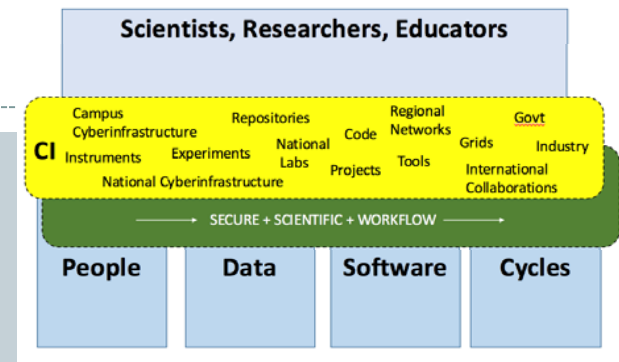 Scientists, Researchers, Educators
CI
Campus
Cyberinfrastructure
Repositories
Regional
Networks
Govt
Code
Grids
Industry
National
Labs
Instruments
Experiments
Tools
Projects
International
Collaborations
National Cyberinfrastructure
SECURE + SCIENTIFIC + WORKFLOW
People
Data
Software
Cycles